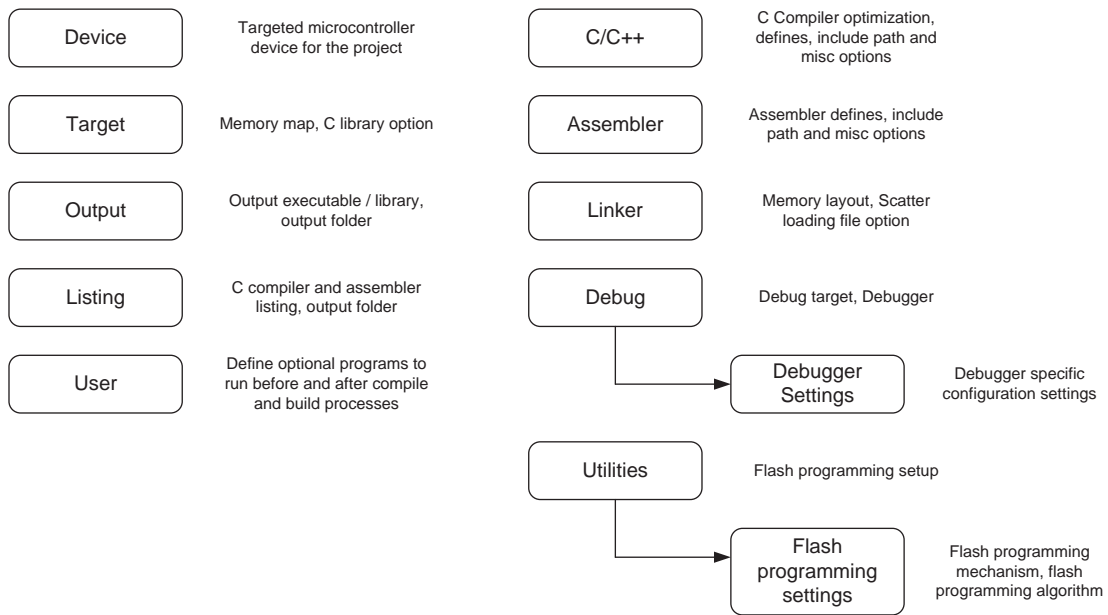 Device
Targeted microcontroller
device for the project
Target
Memory map, C library option
Output
Output executable / library,
output folder
Listing
C compiler and assembler
listing, output folder
User
Define optional programs to
run before and after compile
and build processes
C/C++
C Compiler optimization,
defines, include path and
misc options
Assembler
Assembler defines, include
path and misc options
Linker
Memory layout, Scatter
loading file option
Debug
Debug target, Debugger
Debugger
Settings
Debugger specific
configuration settings
Utilities
Flash programming setup
Flash
programming
settings
Flash programming
mechanism, flash
programming algorithm